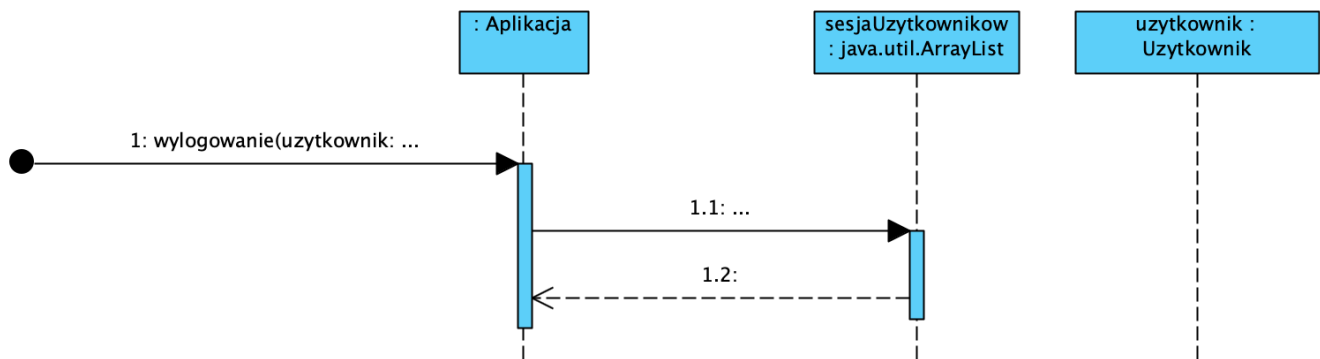 : Aplikacja
sesjaUzytkownikow
: java.util.ArrayList
uzytkownik :
Uzytkownik
1: wylogowanie(uzytkownik: ...
1.1: ...
1.2: